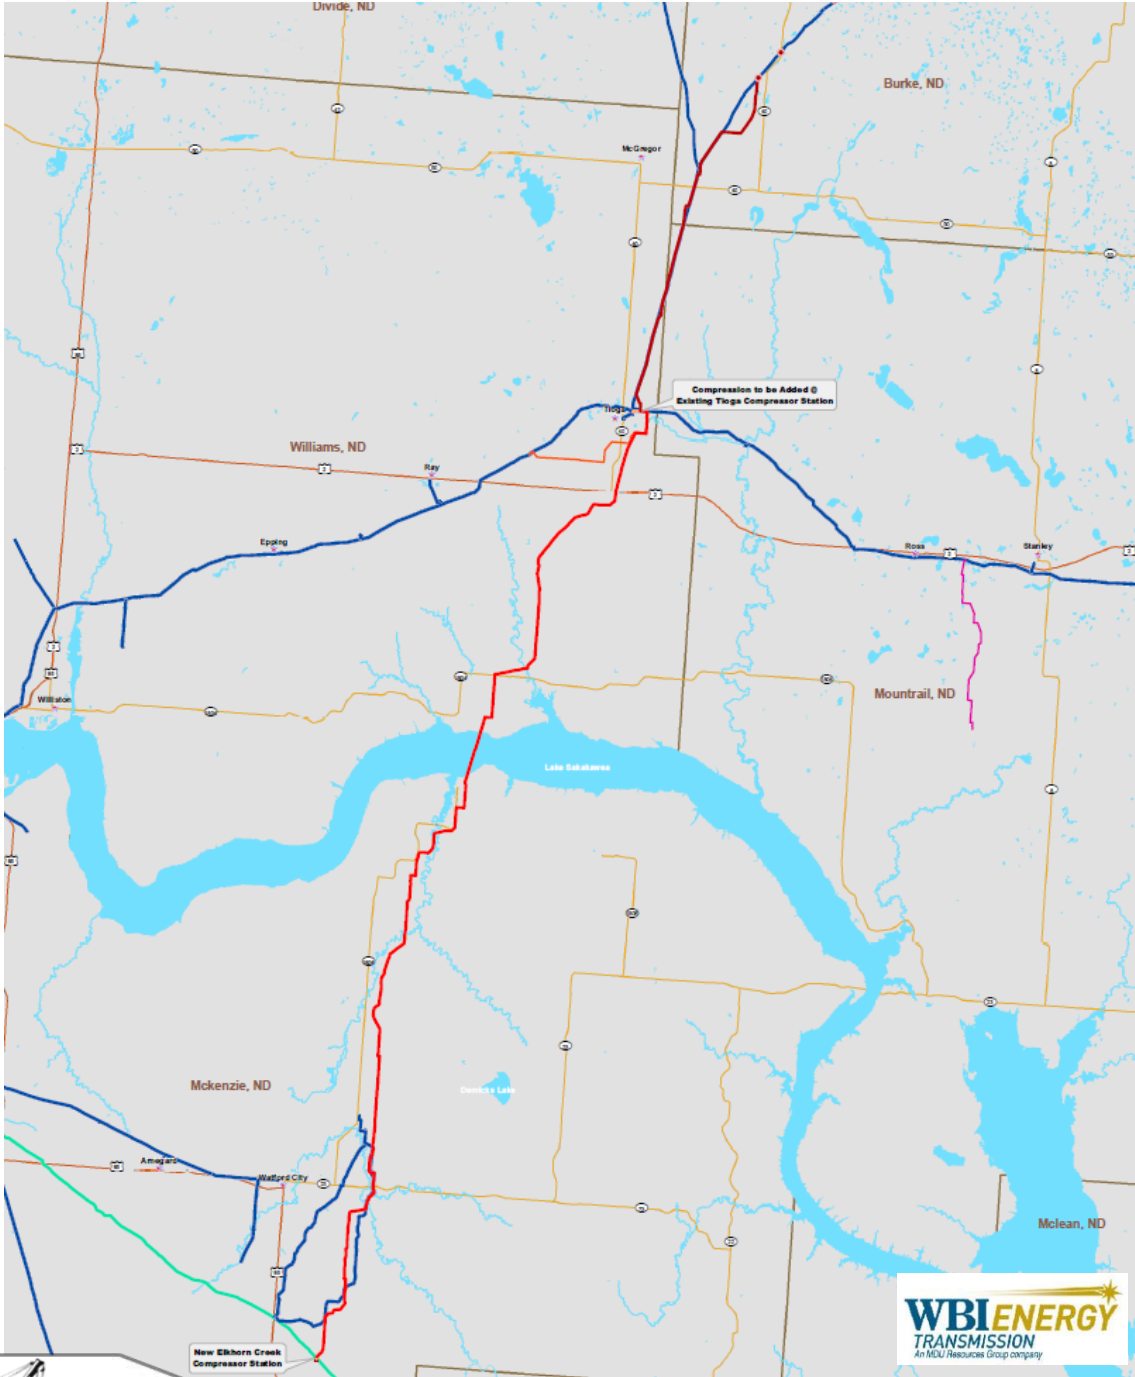 Divide, ND
Burke, ND
McGregor
Compression to be Added @
Existing Tioga Compressor Station
Tioga
Williams, ND
Ray
Epping
Ross
Stanley
Williston
Mountrail, ND
Lake Sakakawea
Mckenzie, ND
Watford City
Mclean, ND
New Elkhorn Creek
Compressor Station
WBI ENERGY
TRANSMISSION
An MDU Resources Group company